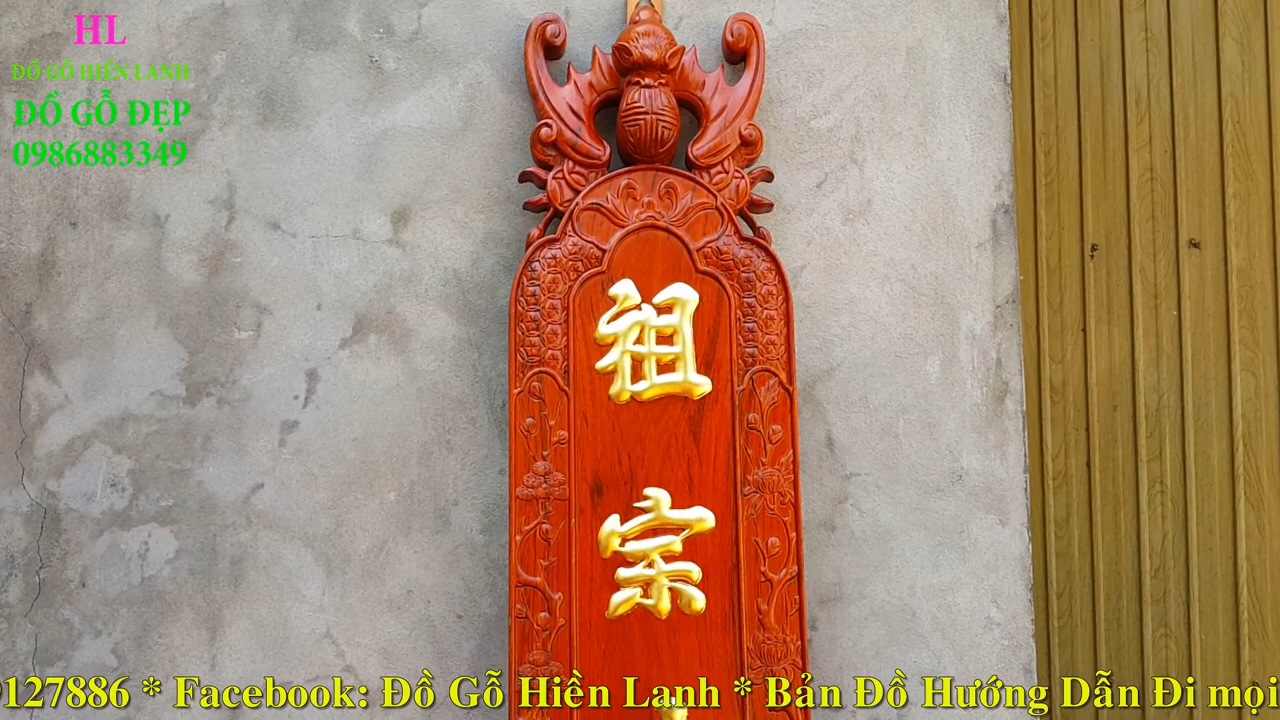 HL
ĐỒ GỖ HIỀN LANH
ĐỒ GỖ ĐẸP
0986883349
祖
宗
127886 * Facebook: Đồ Gỗ Hiền Lanh * Bản Đồ Hướng Dẫn Đi mọi